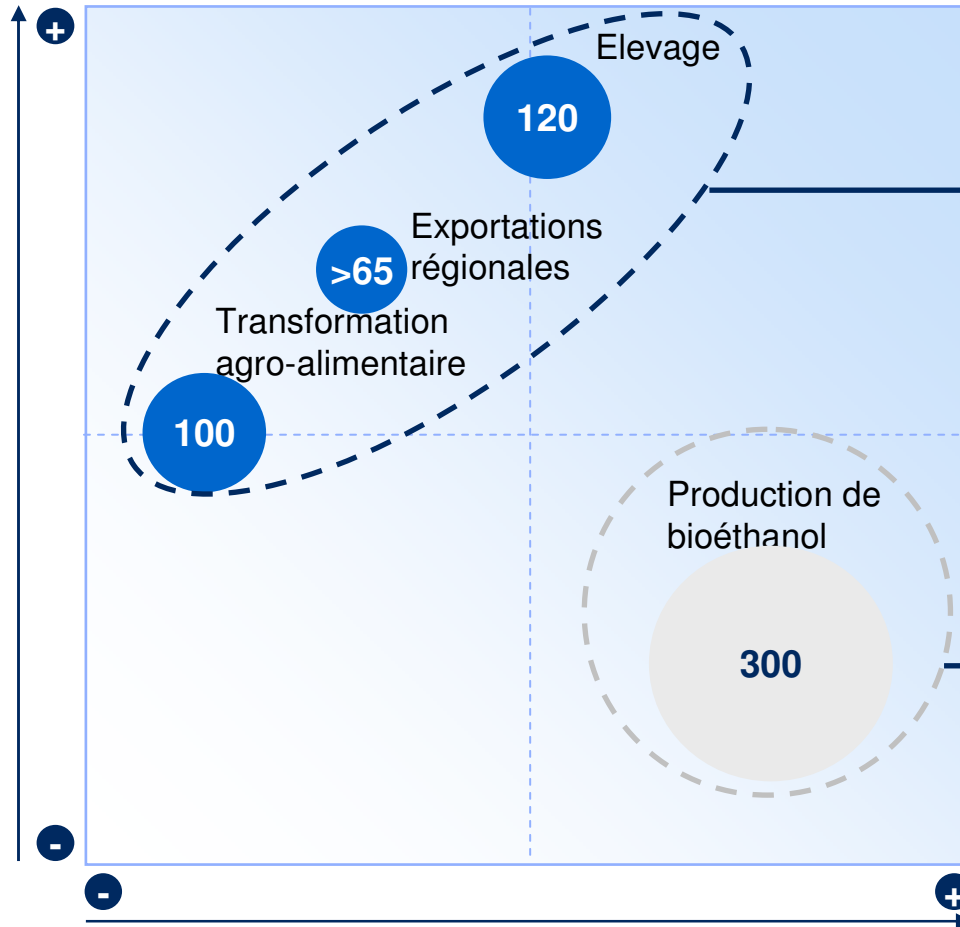 +
Elevage
120
Exportations
régionales
>65
Transformation
agro-alimentaire
100
Production de
bioéthanol
300
-
-
+